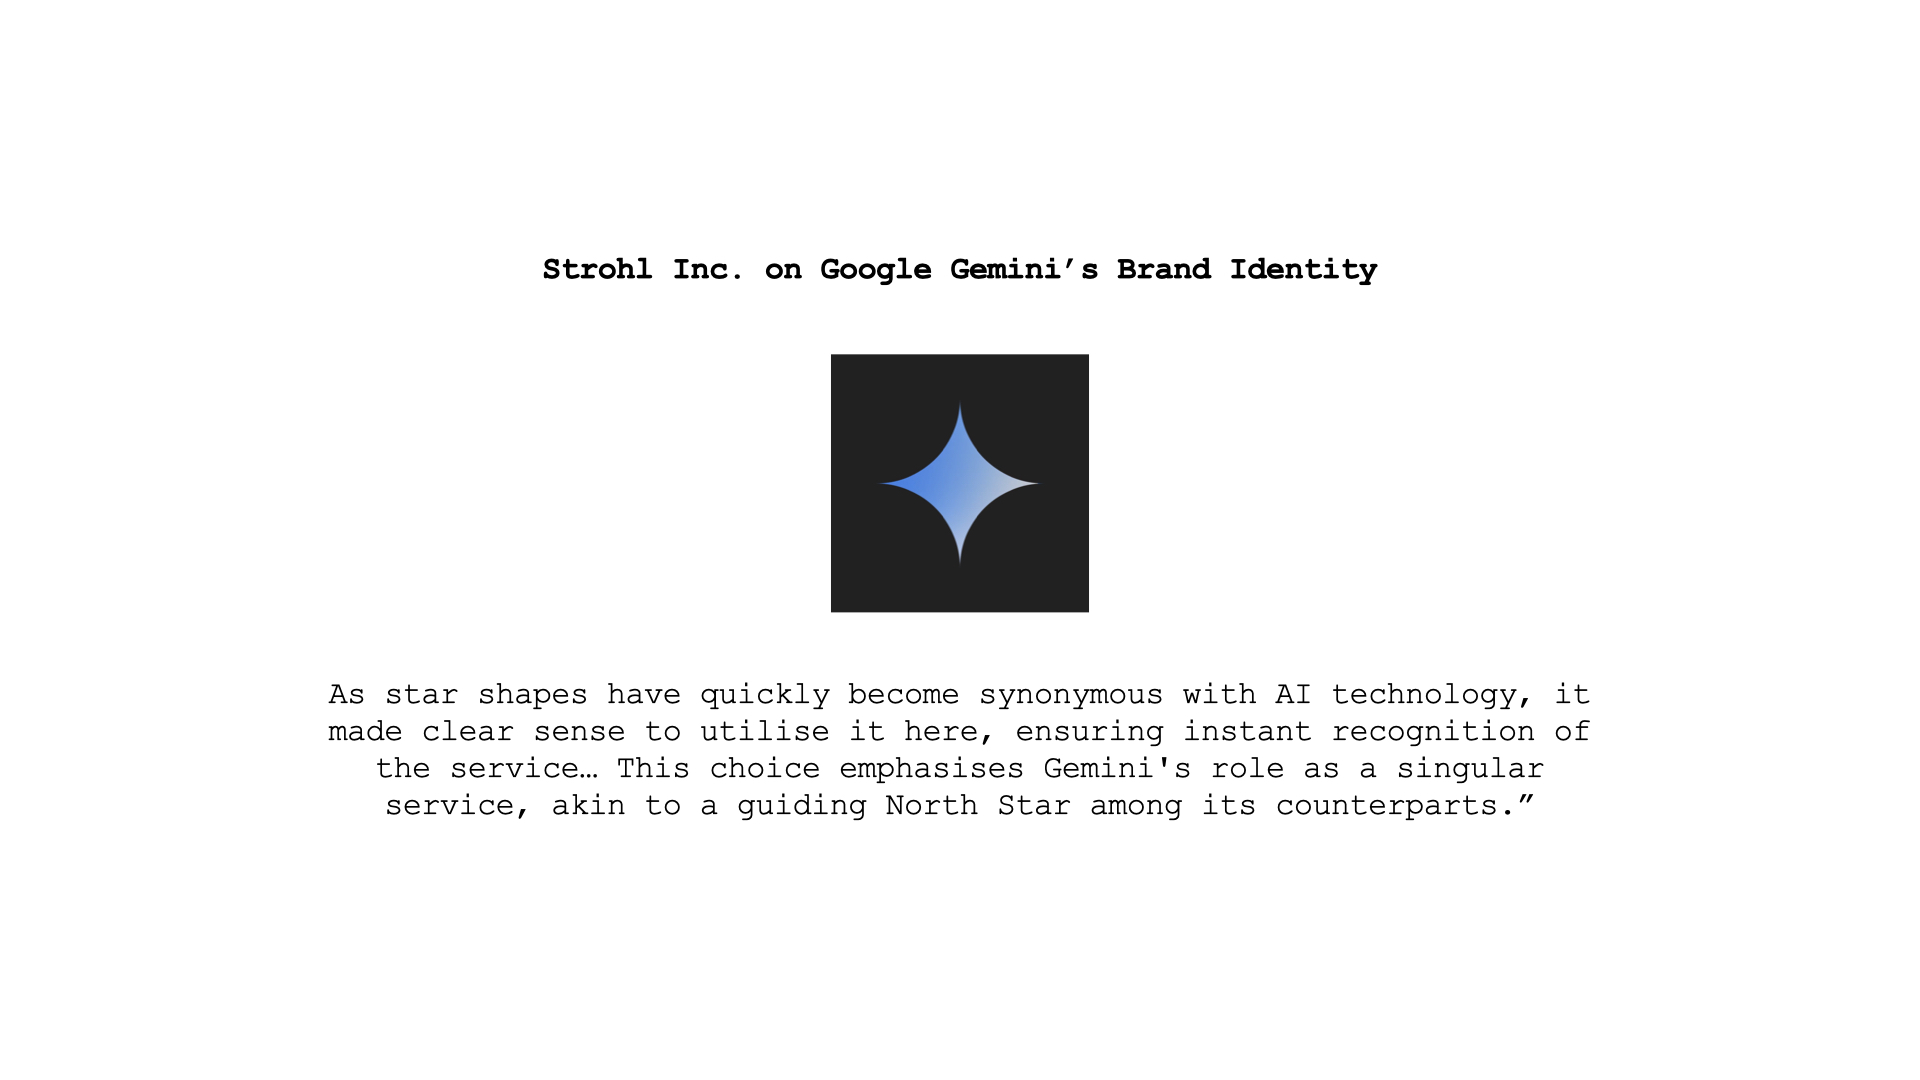 Strohl Inc. on Google Gemini’s Brand Identity
As star shapes have quickly become synonymous with AI technology, it
made clear sense to utilise it here, ensuring instant recognition of
the service… This choice emphasises Gemini's role as a singular
service, akin to a guiding North Star among its counterparts.”